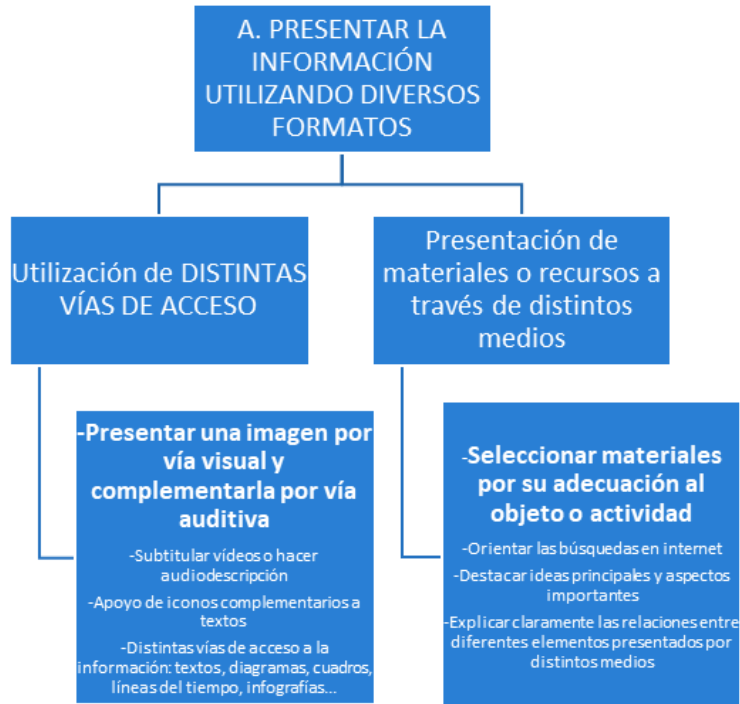 A. PRESENTAR LA
INFORMACIÓN
UTILIZANDO DIVERSOS
FORMATOS
Utilización de DISTINTAS
VÍAS DE ACCESO
Presentación de
materiales o recursos a
través de distintos
medios
-Presentar una imagen por
vía visual y
complementarla por vía
auditiva
-Subtitular vídeos o hacer
audiodescripción
-Apoyo de iconos complementarios a
textos
-Distintas vías de acceso a la
información: textos, diagramas, cuadros,
líneas del tiempo, infografías...
-Seleccionar materiales
por su adecuación al
objeto o actividad
-Orientar las búsquedas en internet
-Destacar ideas principales y aspectos
importantes
-Explicar claramente las relaciones entre
diferentes elementos presentados por
distintos medios